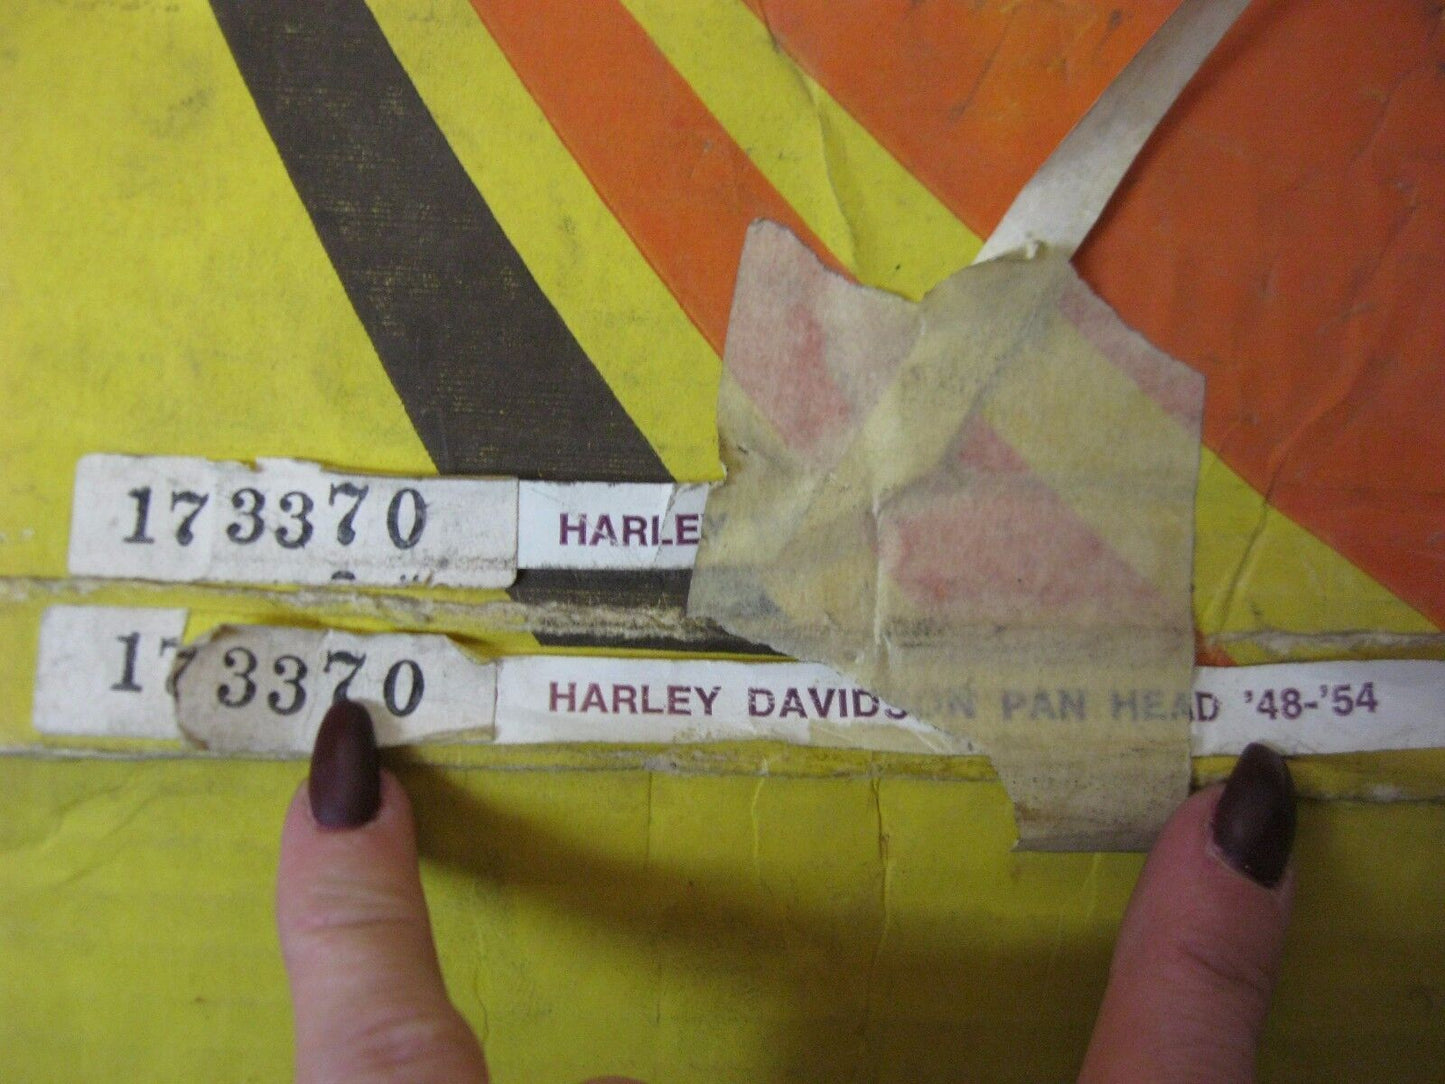 173370 HARLEY
173370 HARLEY DAVIDSON PAN HEAD '48-'54